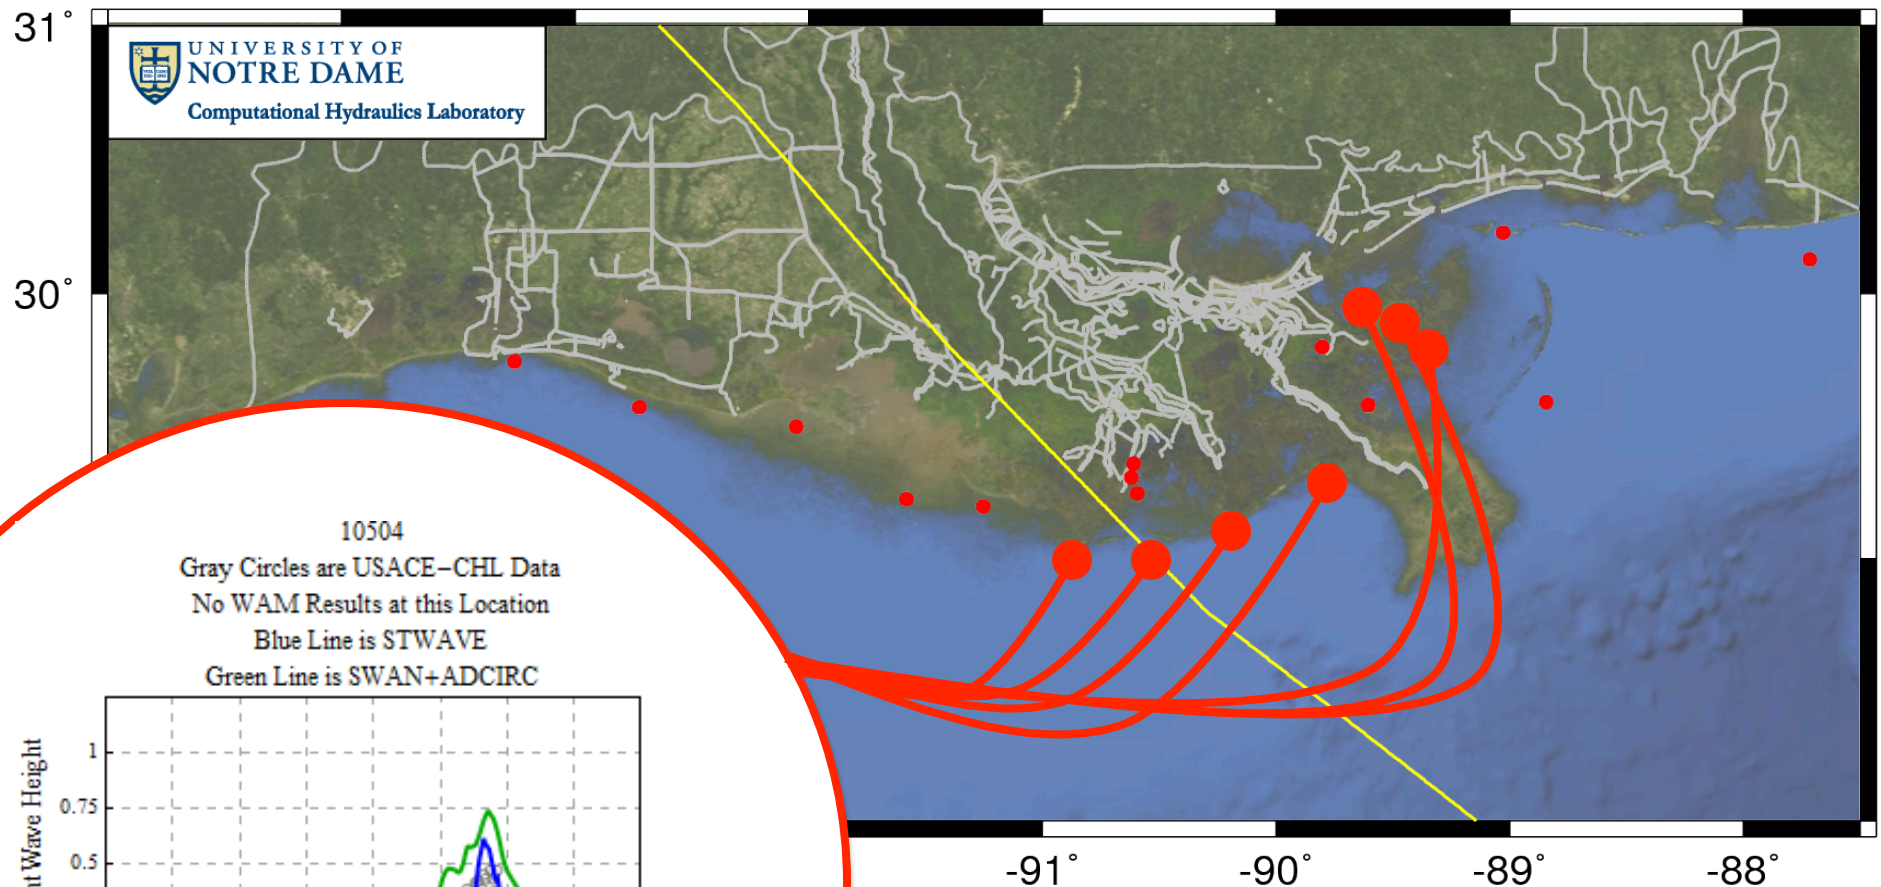 31°
UNIVERSITY OF
NOTRE DAME
Computational Hydraulics Laboratory
30°
10504
Gray Circles are USACE−CHL Data
No WAM Results at this Location
Blue Line is STWAVE
Green Line is SWAN+ADCIRC
Wave Height
1
0.75
0.5
-91°
-90°
-89°
-88°